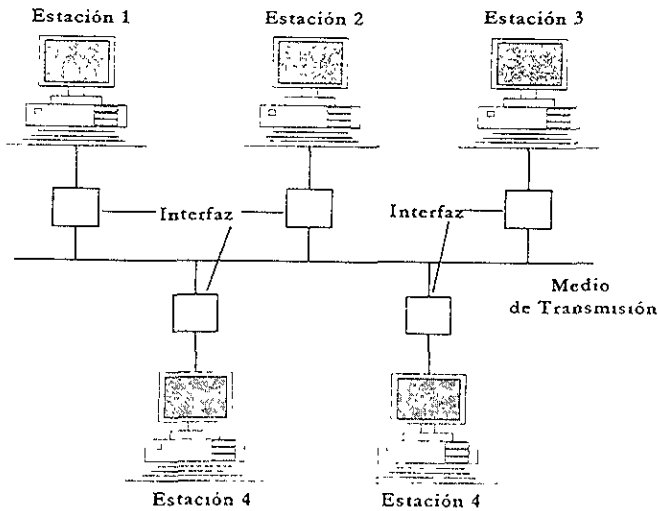 Estación 1
Estación 2
Estación 3
Interfaz
Interfaz
Medio
de Transmisión
Estación 4
Estación 4